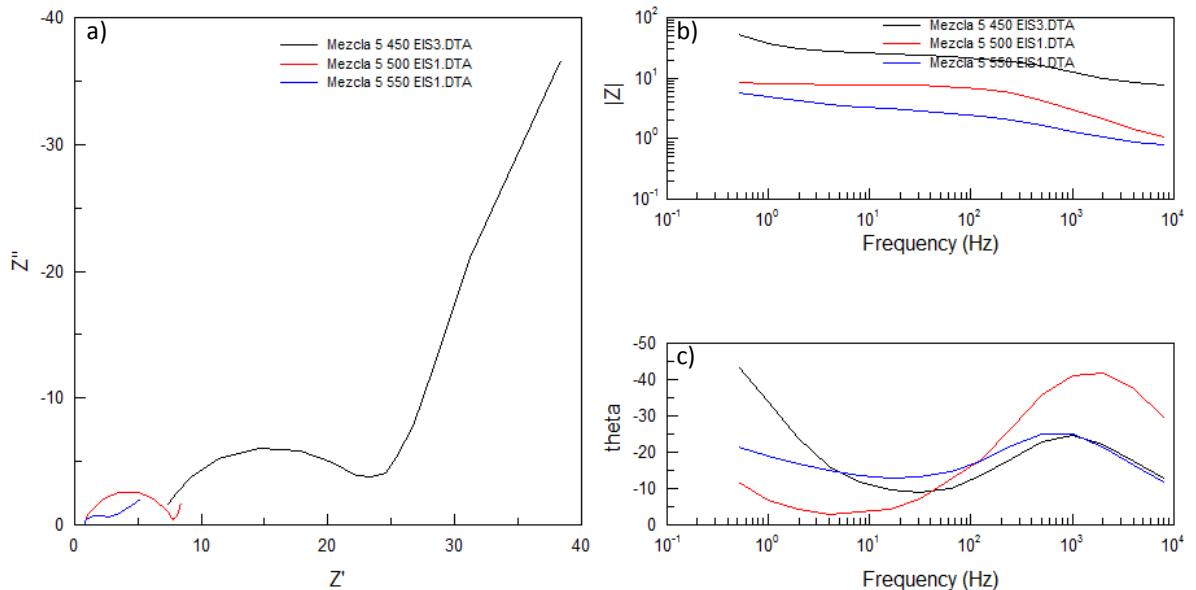 a)
-40
-30
-20
-10
0
Z''
0
10
20
30
40
Z'
Mezcla 5 450 EIS3.DTA
Mezcla 5 500 EIS1.DTA
Mezcla 5 550 EIS1.DTA
b)
10^2
10^1
10^0
10^-1
|Z|
10^-1
10^0
10^1
10^2
10^3
10^4
Frequency (Hz)
Mezcla 5 450 EIS3.DTA
Mezcla 5 500 EIS1.DTA
Mezcla 5 550 EIS1.DTA
c)
-50
-40
-30
-20
-10
0
theta
10^-1
10^0
10^1
10^2
10^3
10^4
Frequency (Hz)